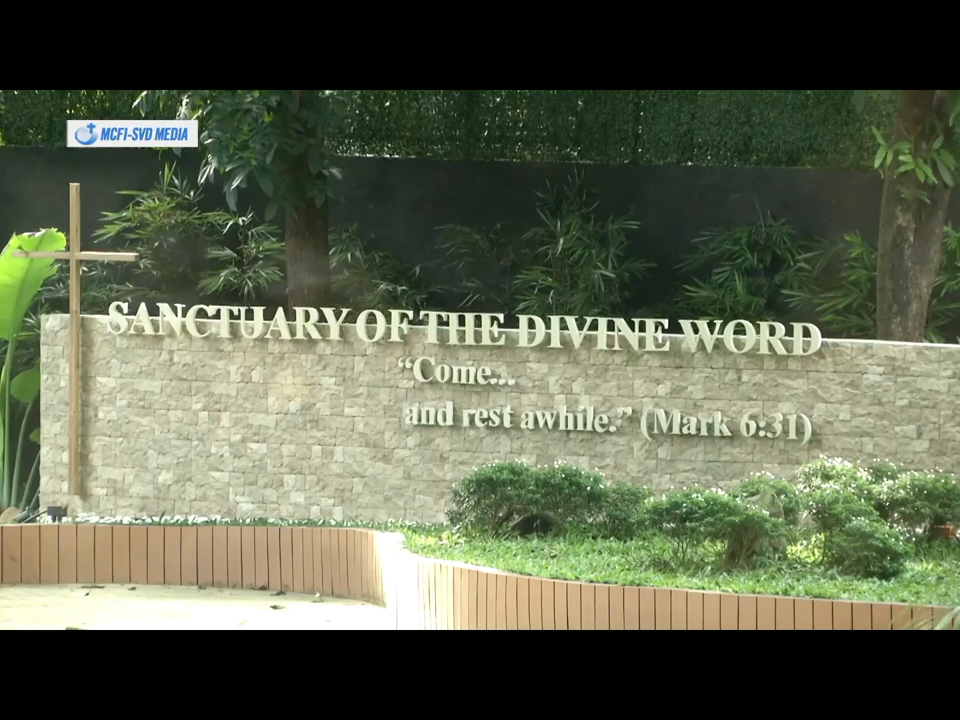 MCFI-SVD MEDIA
SANCTUARY OF THE DIVINE WORD
“Come...
and rest awhile.” (Mark 6:31)